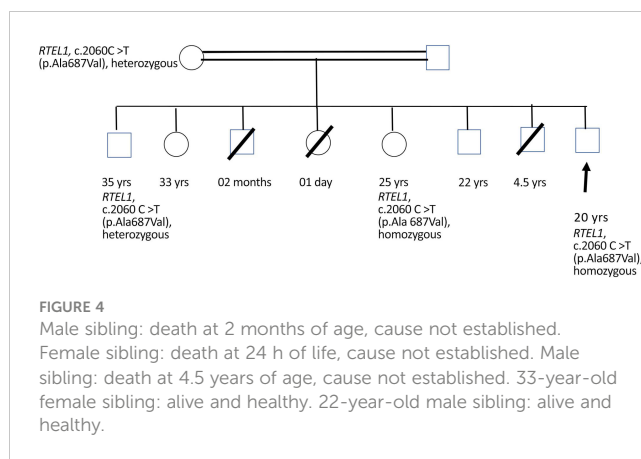 RTEL1, c.2060C >T
(p.Ala687Val), heterozygous
35 yrs
RTEL1,
c.2060 C >T
(p.Ala687Val),
heterozygous
33 yrs
02 months
01 day
25 yrs
RTEL1,
c.2060 C >T
(p.Ala 687Val),
homozygous
22 yrs
4.5 yrs
20 yrs
RTEL1,
c.2060 C >T
(p.Ala687Val),
homozygous
FIGURE 4
Male sibling: death at 2 months of age, cause not established.
Female sibling: death at 24 h of life, cause not established. Male
sibling: death at 4.5 years of age, cause not established. 33-year-old
female sibling: alive and healthy. 22-year-old male sibling: alive and
healthy.